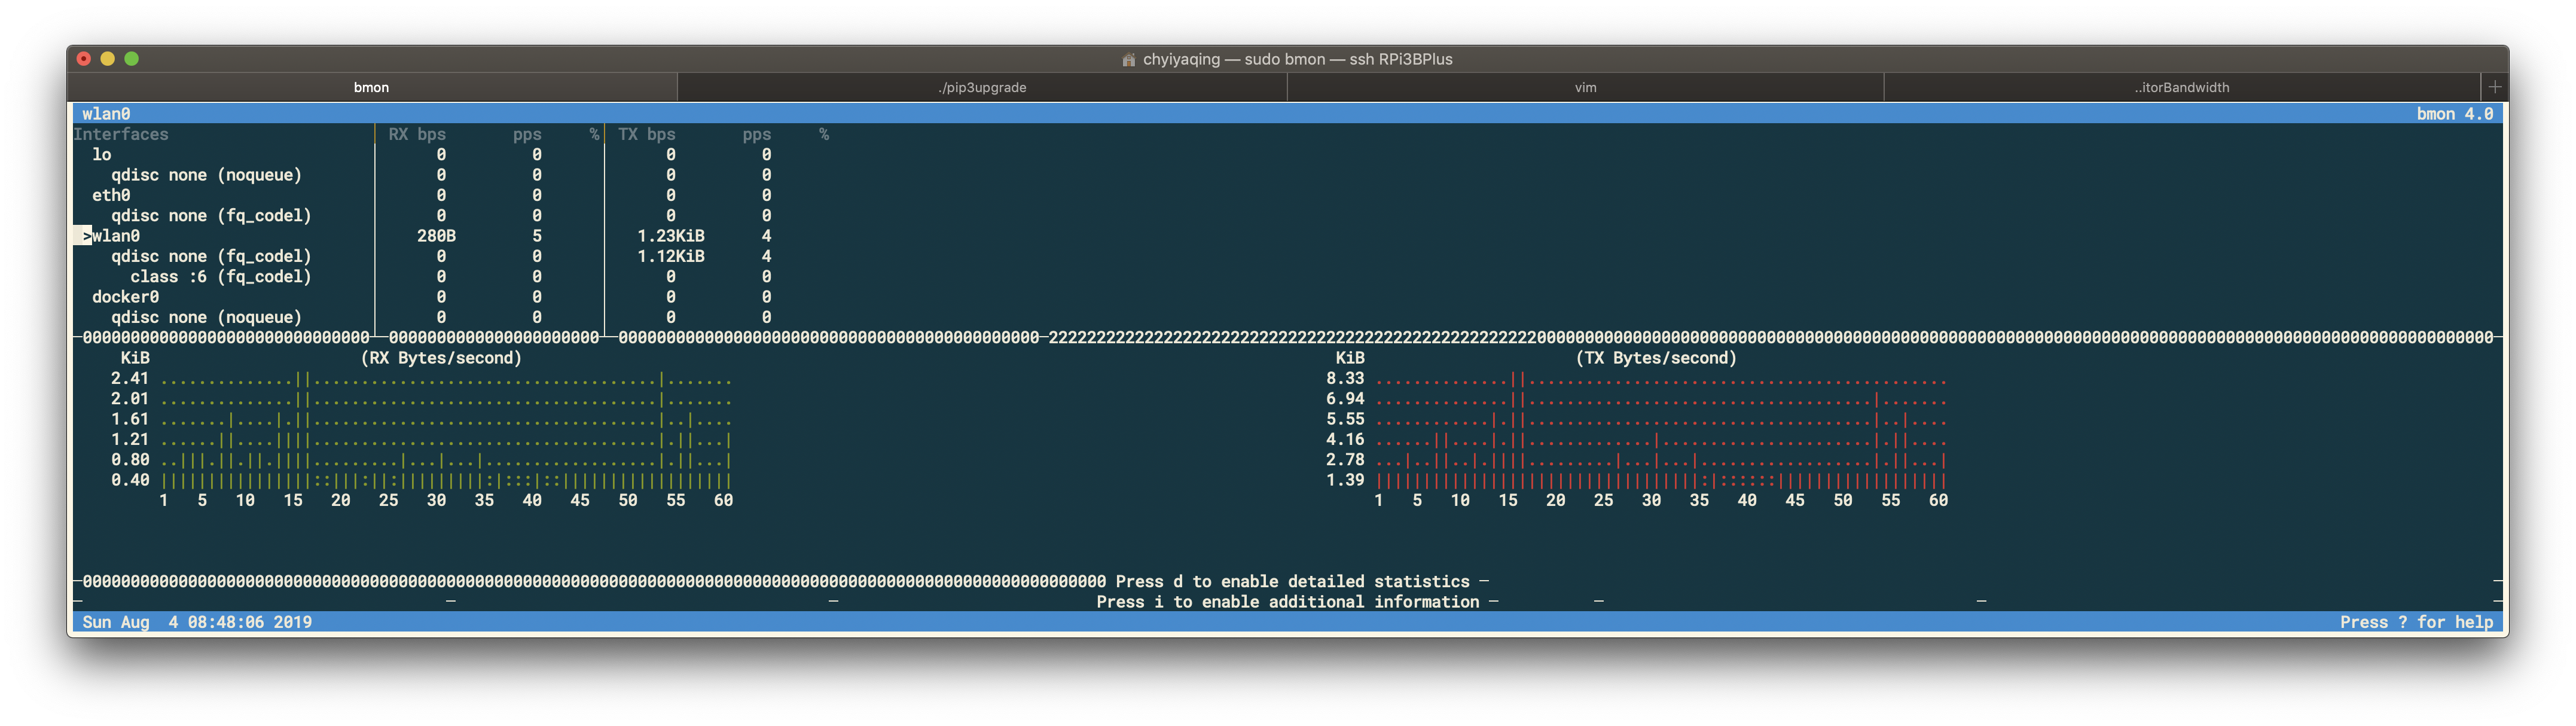 chyiyaqing — sudo bmon — ssh RPi3BPlus
bmon ./pip3upgrade vim ..itorBandwidth
wlan0 bmon 4.0
Interfaces RX bps pps % TX bps pps %
lo 0 0 0 0
qdisc none (noqueue) 0 0 0 0
eth0 0 0 0 0
qdisc none (fq_codel) 0 0 0 0
>wlan0 280B 5 1.23KiB 4
qdisc none (fq_codel) 0 0 1.12KiB 4
class :6 (fq_codel) 0 0 0 0
docker0 0 0 0 0
qdisc none (noqueue) 0 0 0 0
KiB (RX Bytes/second) KiB (TX Bytes/second)
2.41 8.33
2.01 6.94
1.61 5.55
1.21 4.16
0.80 2.78
0.40 1.39
1 5 10 15 20 25 30 35 40 45 50 55 60 1 5 10 15 20 25 30 35 40 45 50 55 60
Press d to enable detailed statistics
Press i to enable additional information
Sun Aug 4 08:48:06 2019 Press ? for help